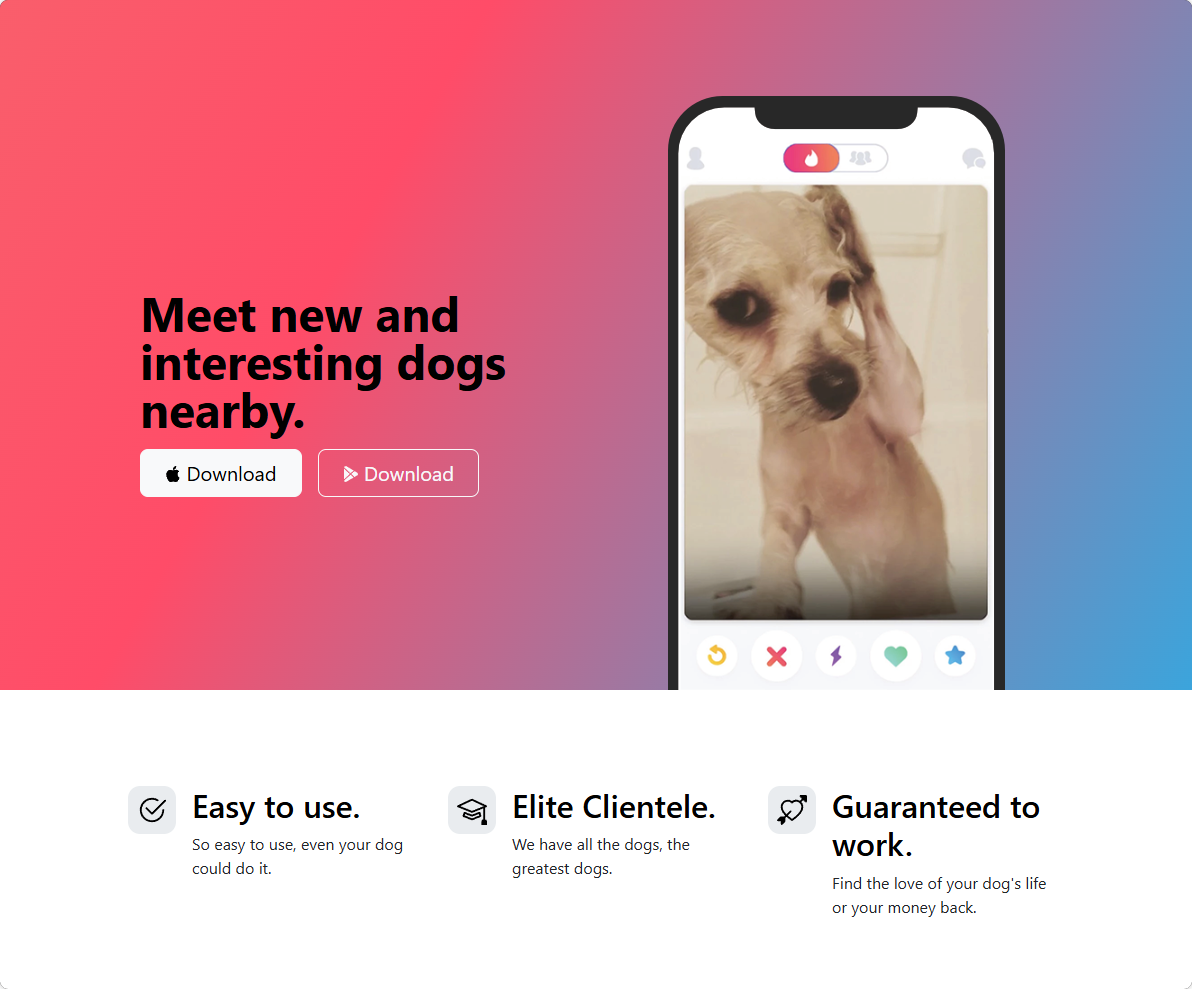 Meet new and
interesting dogs
nearby.
Download
Download
Easy to use.
So easy to use, even your dog
could do it.
Elite Clientele.
We have all the dogs, the
greatest dogs.
Guaranteed to
work.
Find the love of your dog's life
or your money back.